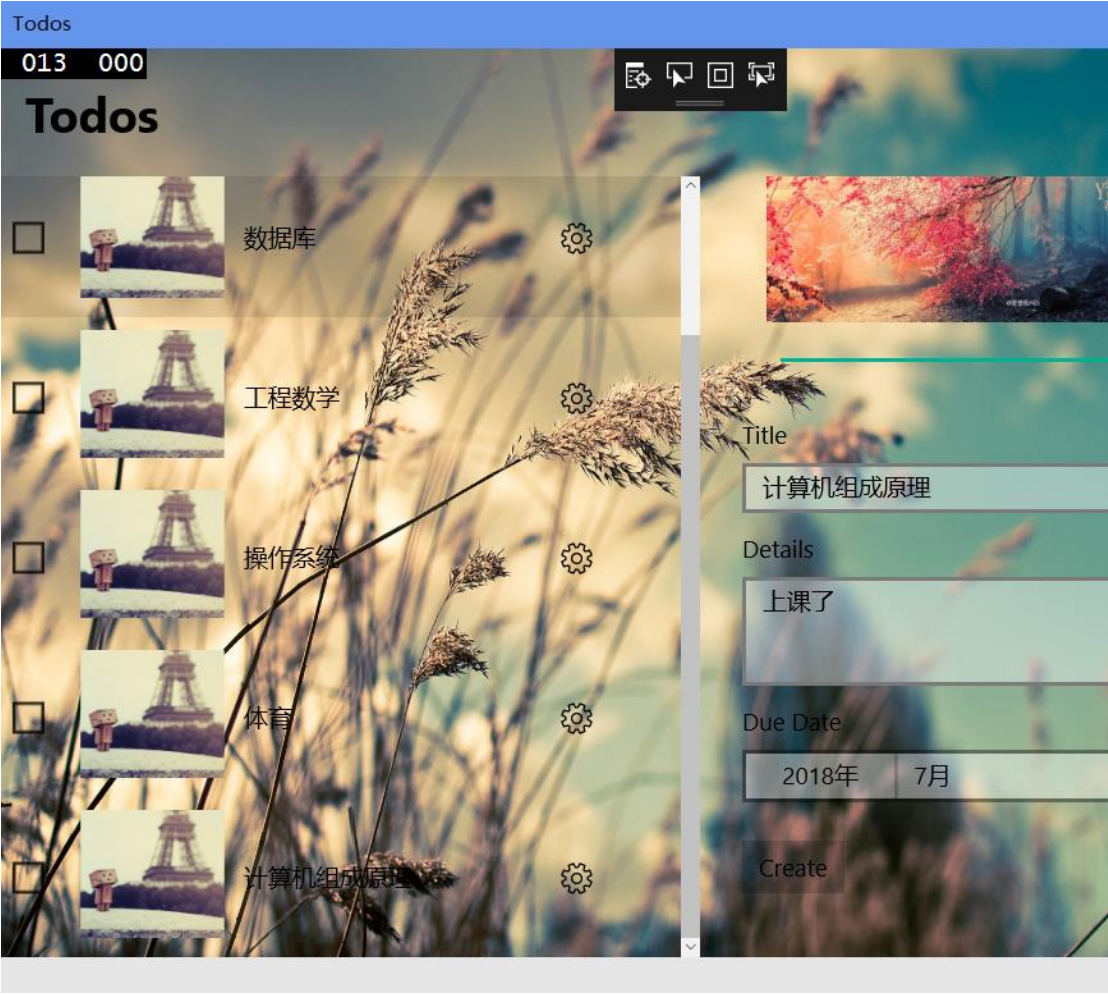 Todos
013 000
Todos
数据库
工程数学
操作系统
体育
计算机组成原理
Title
计算机组成原理
Details
上课了
Due Date
2018年 7月
Create